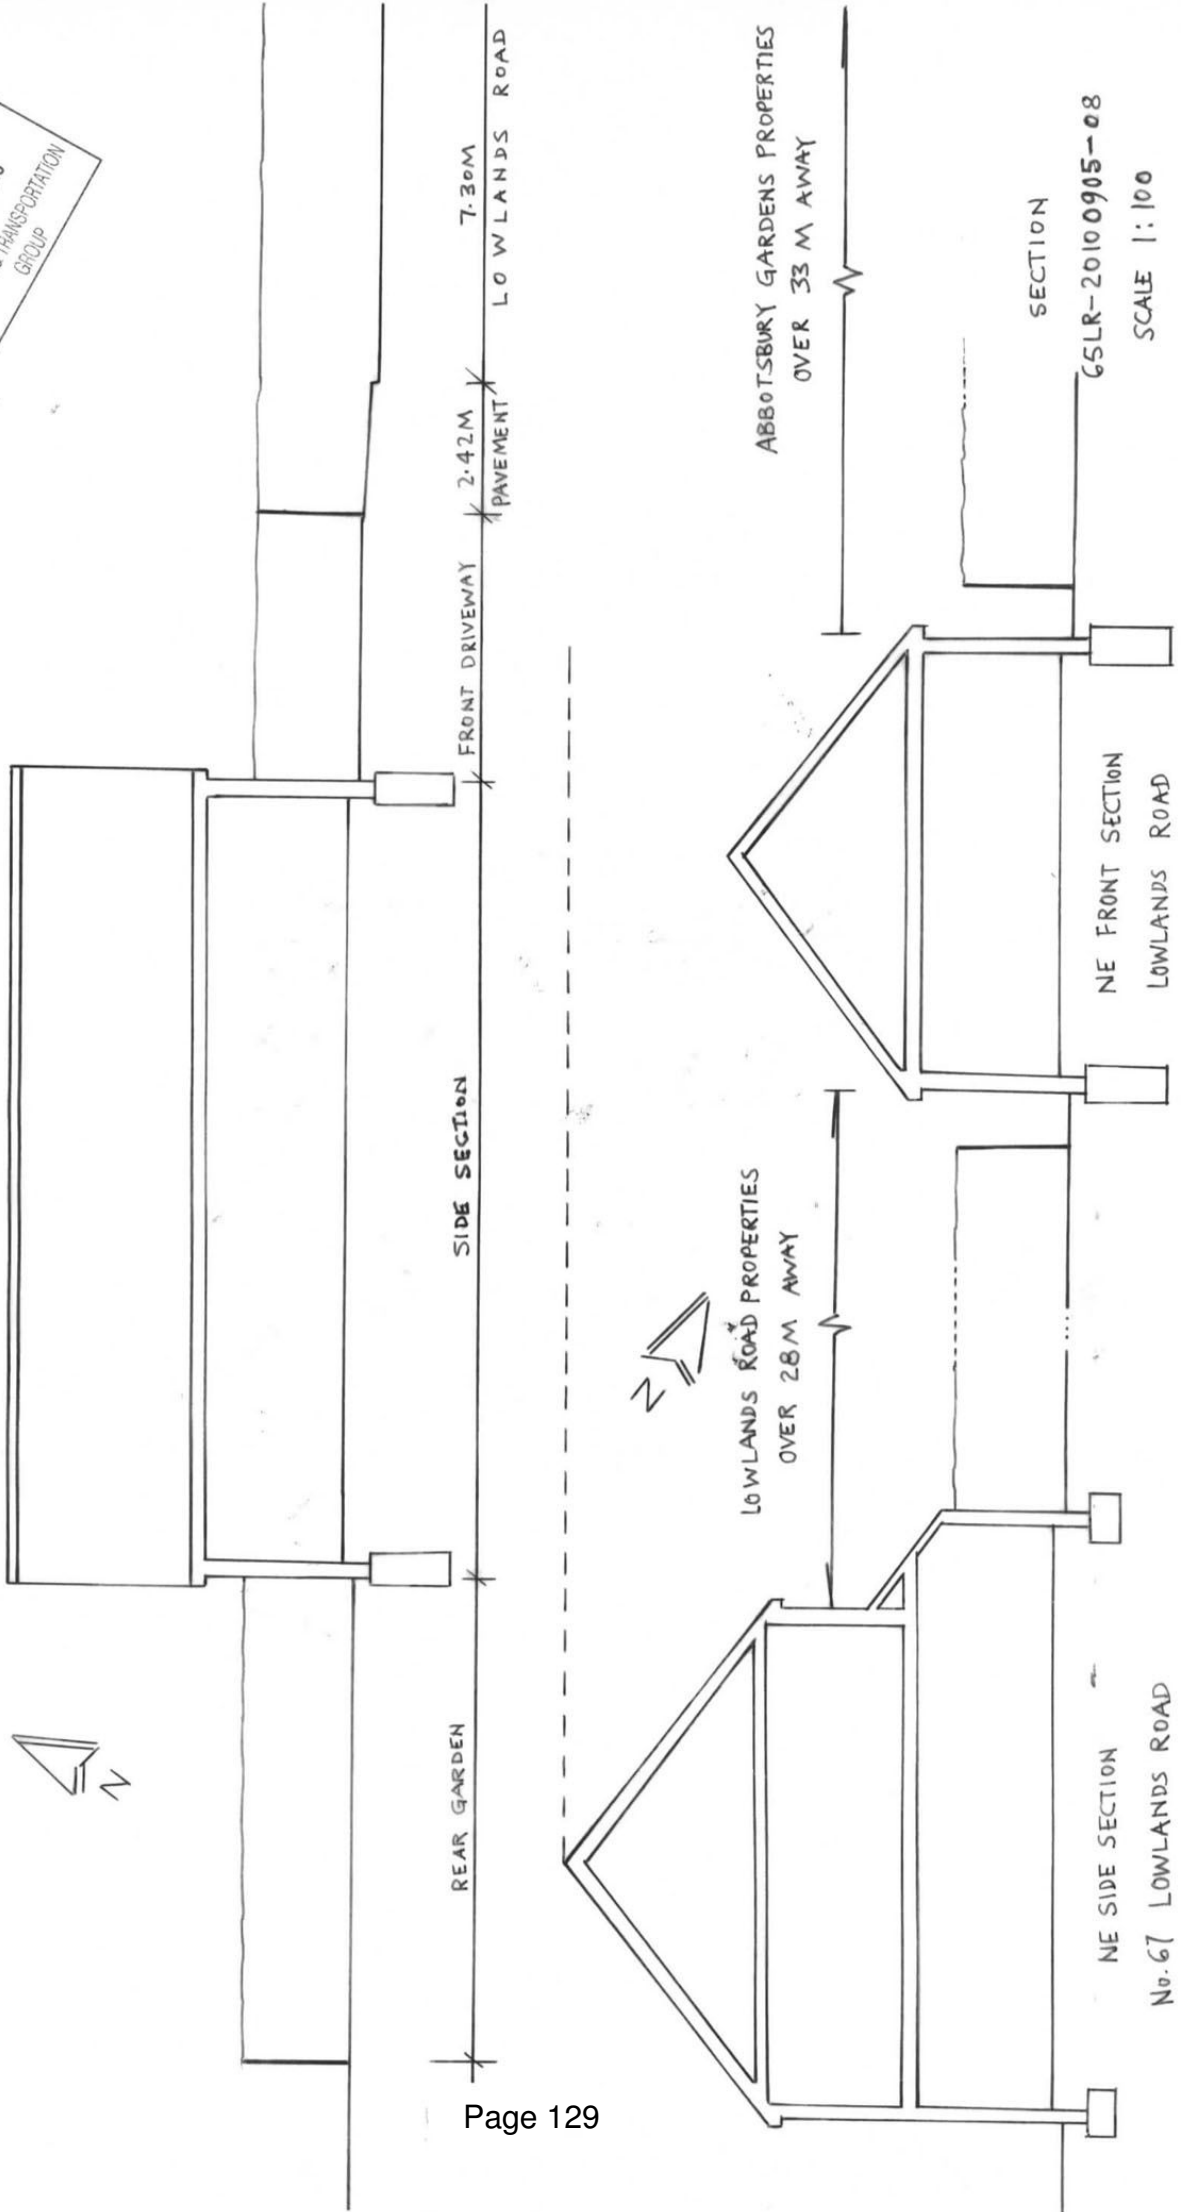 & TRANSPORTATION
GROUP
REAR GARDEN
SIDE SECTION
FRONT DRIVEWAY
2.42M
PAVEMENT
7.30M
LOWLANDS ROAD
N
N
LOWLANDS ROAD PROPERTIES
OVER 28M AWAY
ABBOTSBURY GARDENS PROPERTIES
OVER 33 M AWAY
NE SIDE SECTION
No.67 LOWLANDS ROAD
NE FRONT SECTION
LOWLANDS ROAD
SECTION
65LR-20100905-08
SCALE 1:100
Page 129